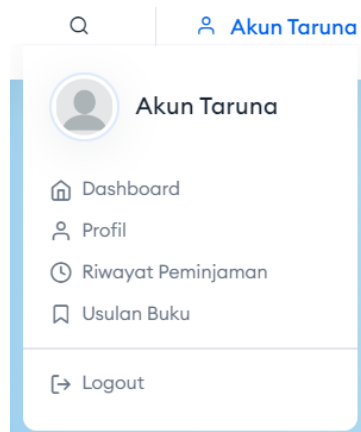 Akun Taruna
Akun Taruna
Dashboard
Profil
Riwayat Peminjaman
Usulan Buku
Logout